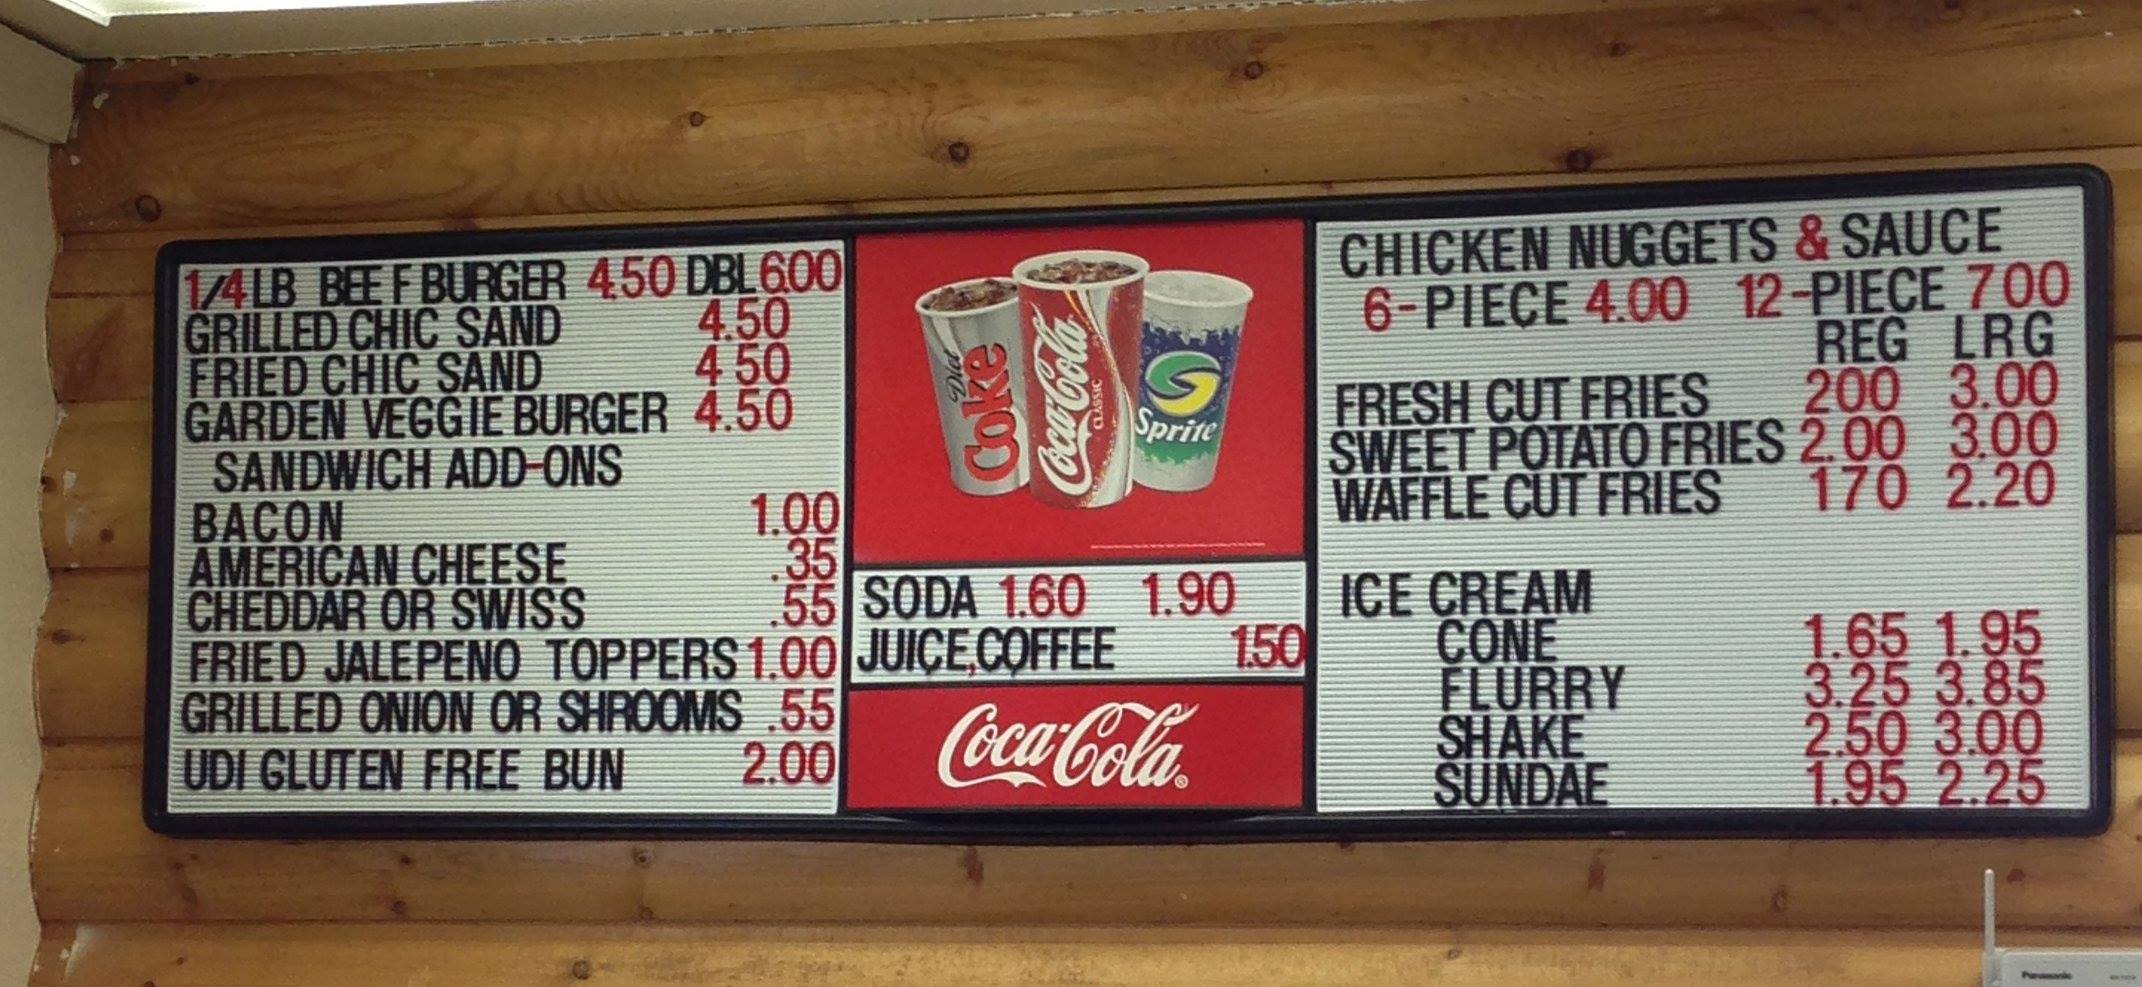 1/4 LB BEEF BURGER 4.50 DBL 6.00
GRILLED CHIC SAND 4.50
FRIED CHIC SAND 4 50
GARDEN VEGGIE BURGER 4.50
SANDWICH ADD-ONS
BACON 1.00
AMERICAN CHEESE .35
CHEDDAR OR SWISS .55
FRIED JALEPENO TOPPERS 1.00
GRILLED ONION OR SHROOMS .55
UDI GLUTEN FREE BUN 2.00
Diet Coke
Coca-Cola
CLASSIC
Sprite
SODA 1.60 1.90
JUICE,COFFEE 1.50
Coca-Cola®
CHICKEN NUGGETS & SAUCE
6-PIECE 4.00 12-PIECE 7 00
REG LRG
FRESH CUT FRIES 200 3.00
SWEET POTATO FRIES 2.00 3.00
WAFFLE CUT FRIES 170 2.20
ICE CREAM
CONE 1.65 1.95
FLURRY 3.25 3.85
SHAKE 2.50 3.00
SUNDAE 1.95 2.25
Panasonic